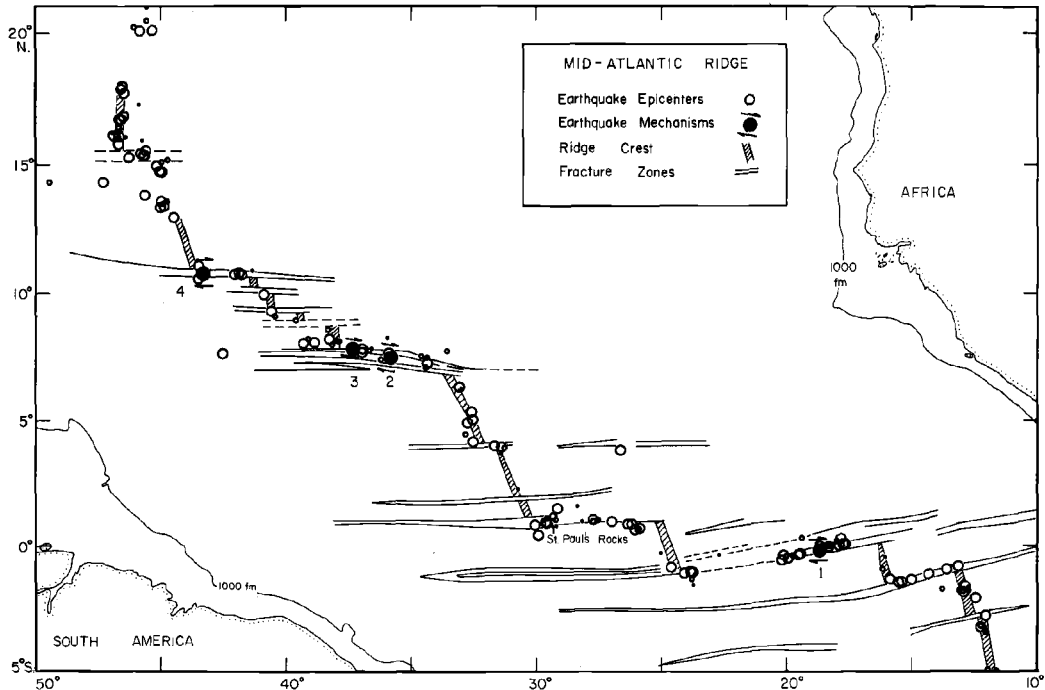 20°
N.
15°
10°
5°
0°
5°S.
50°
40°
30°
20°
10°
MID-ATLANTIC RIDGE
Earthquake Epicenters
Earthquake Mechanisms
Ridge Crest
Fracture Zones
AFRICA
1000
fm
4
3 2
St. Paul's Rocks
1
1000 fm
SOUTH AMERICA